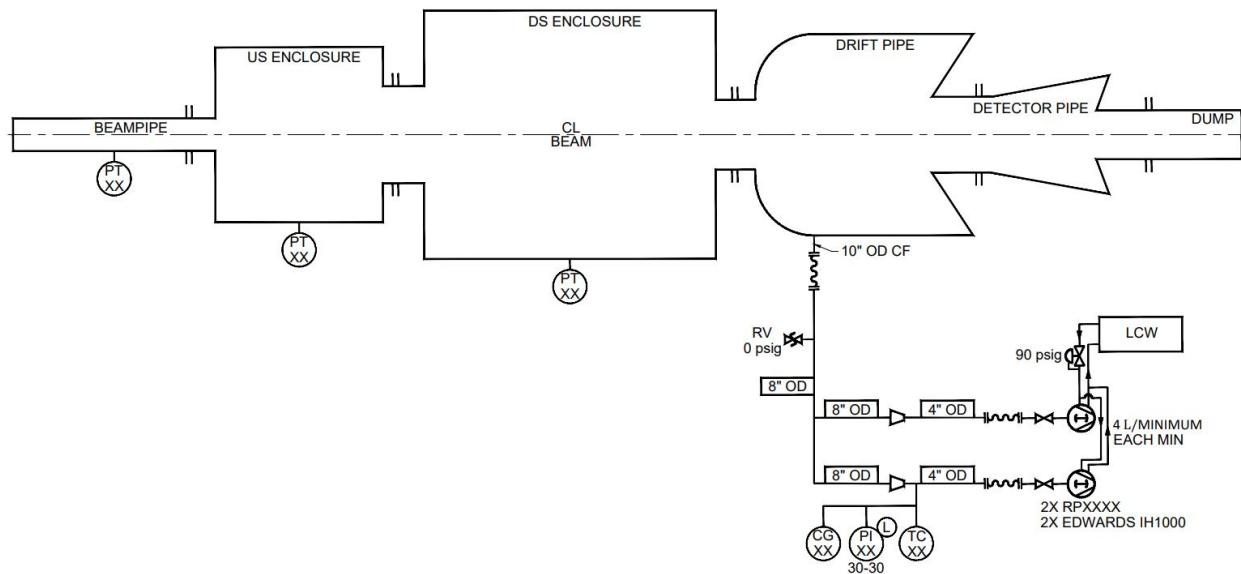 DS ENCLOSURE
US ENCLOSURE
DRIFT PIPE
BEAMPIPE
DETECTOR PIPE
DUMP
CL
BEAM
PT
XX
PT
XX
PT
XX
10" OD CF
RV
0 psig
LCW
90 psig
8" OD
8" OD
4" OD
4 L/MINIMUM
EACH MIN
8" OD
4" OD
2X RPXXXX
2X EDWARDS IH1000
CG
XX
PI
XX
L
TC
XX
30-30